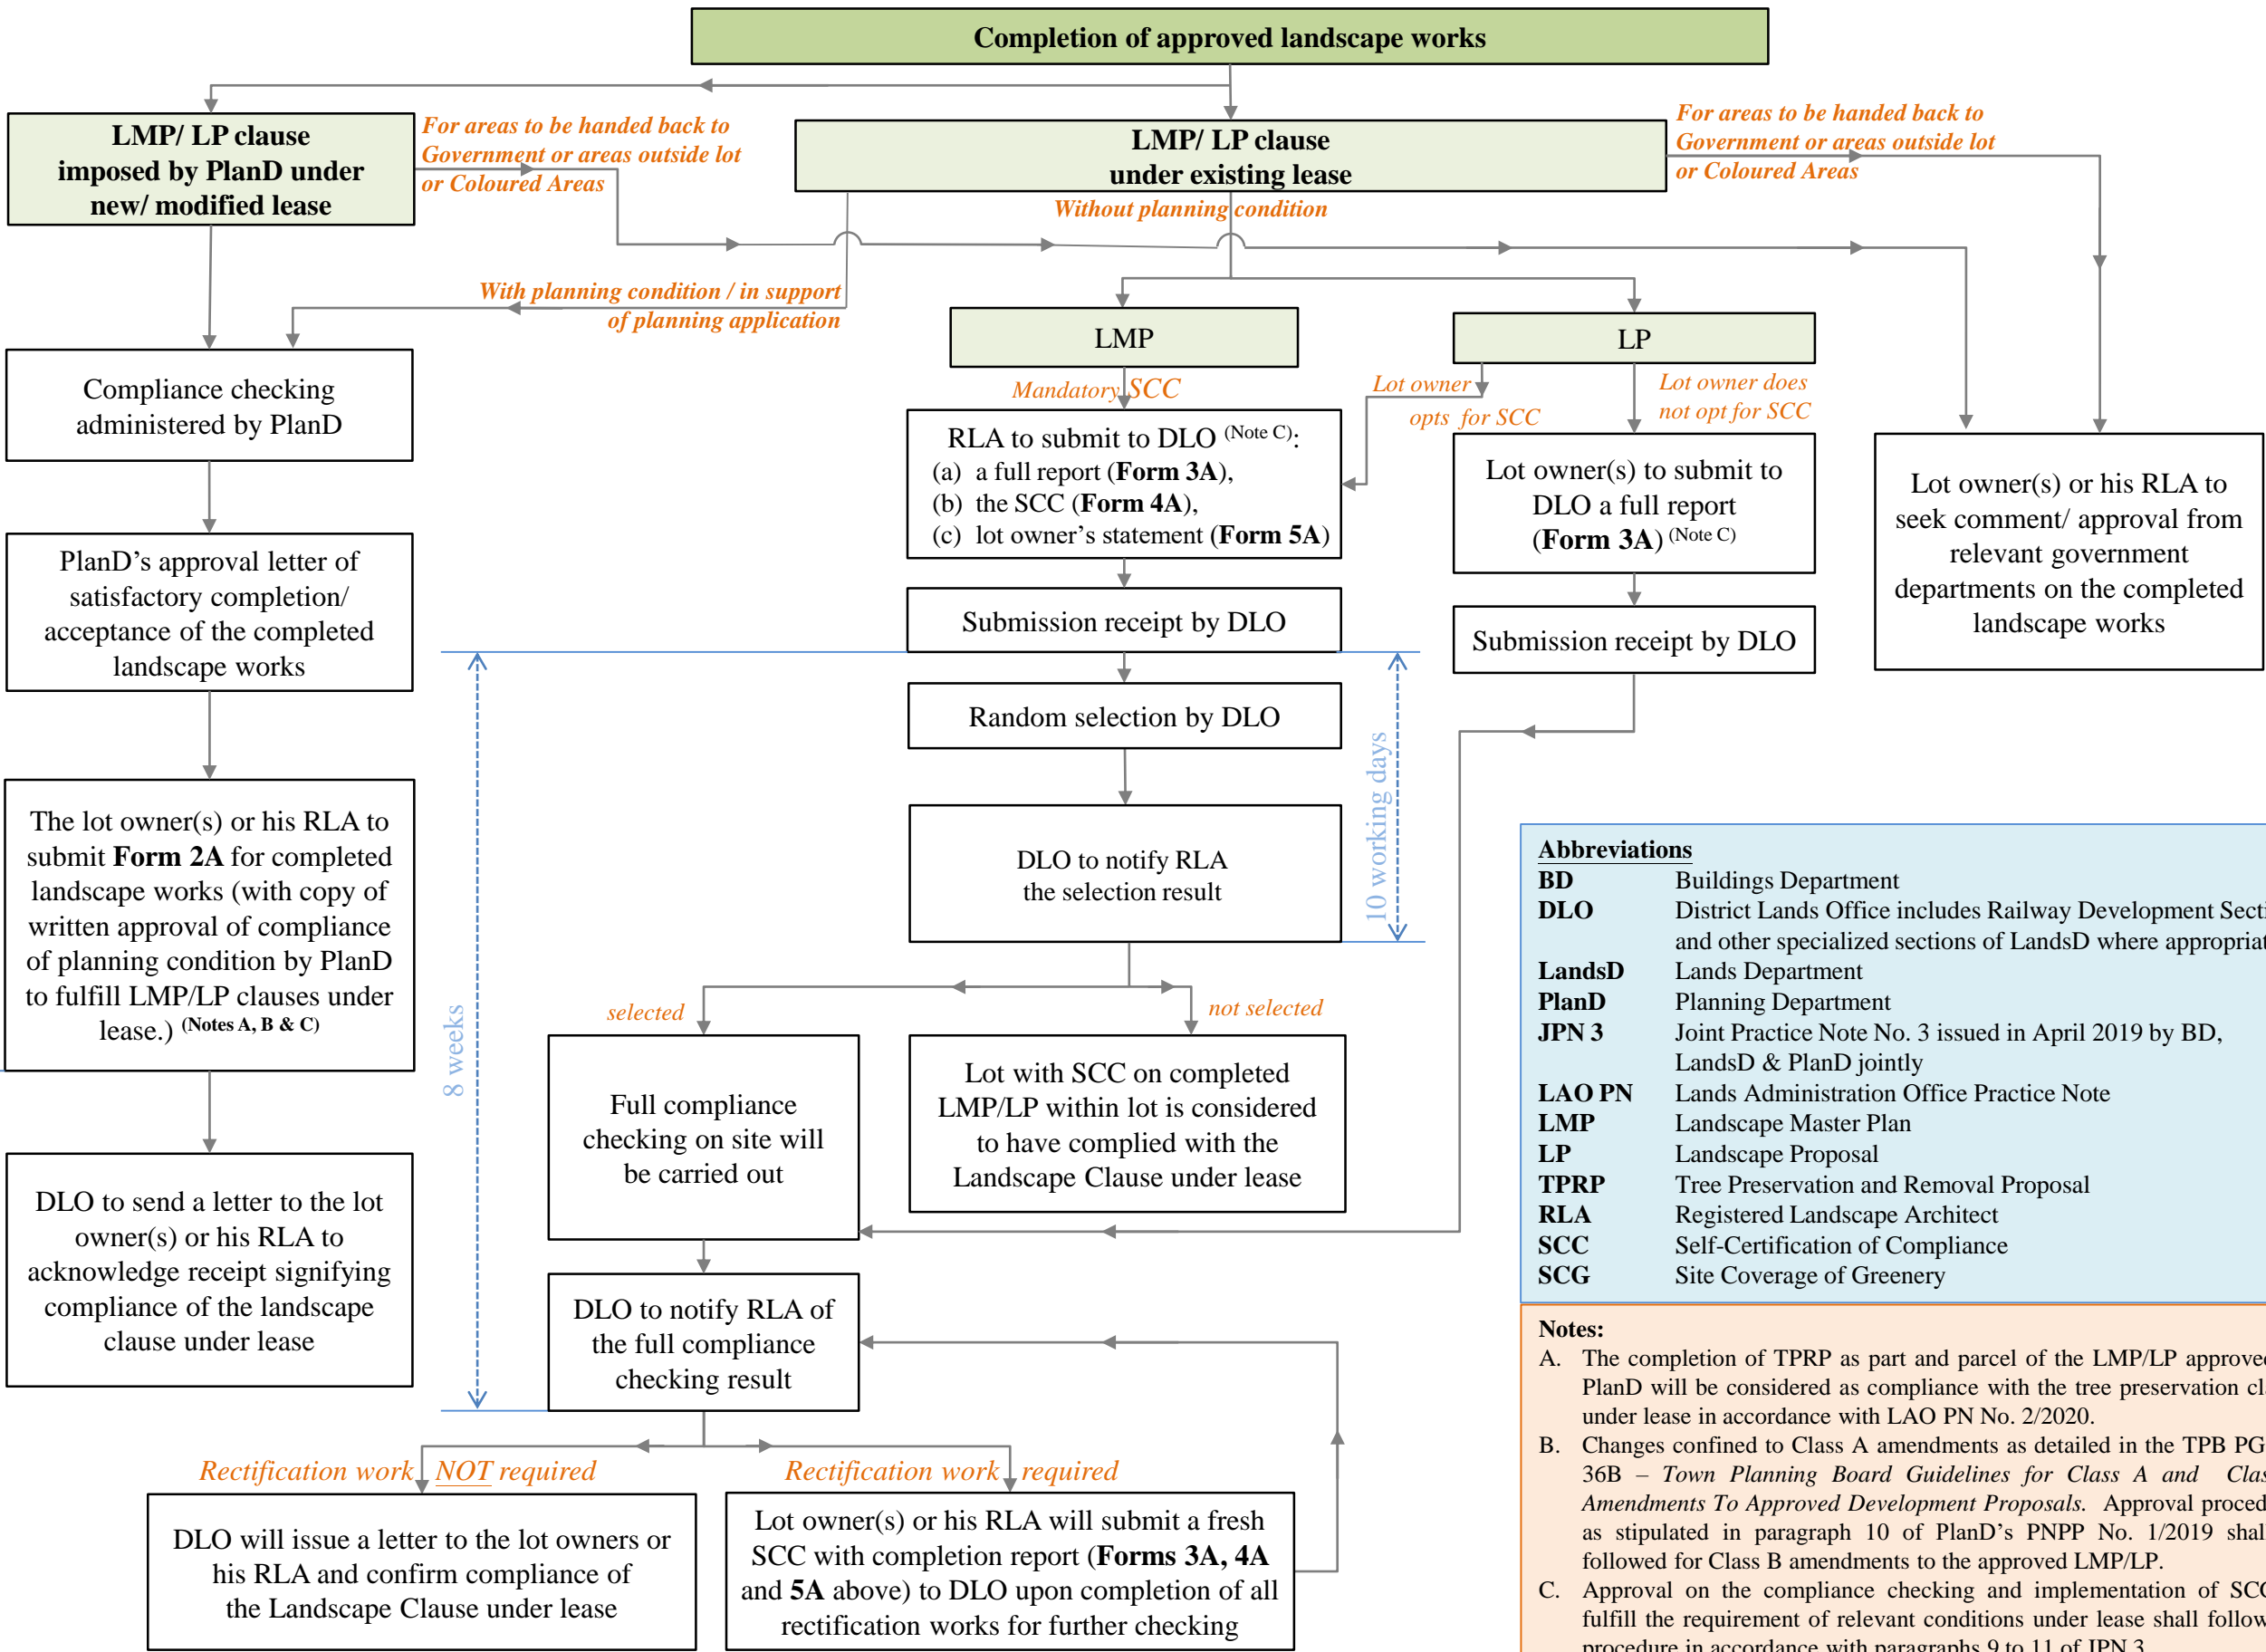 Completion of approved landscape works
LMP/ LP clause
imposed by PlanD under
new/ modified lease
For areas to be handed back to
Government or areas outside lot
or Coloured Areas
LMP/ LP clause
under existing lease
For areas to be handed back to
Government or areas outside lot
or Coloured Areas
Without planning condition
With planning condition / in support
of planning application
LMP
LP
Mandatory SCC
Lot owner
opts for SCC
Lot owner does
not opt for SCC
Compliance checking
administered by PlanD
RLA to submit to DLO (Note C):
(a) a full report (Form 3A),
(b) the SCC (Form 4A),
(c) lot owner's statement (Form 5A)
Lot owner(s) to submit to
DLO a full report
(Form 3A) (Note C)
Lot owner(s) or his RLA to
seek comment/ approval from
relevant government
departments on the completed
landscape works
PlanD's approval letter of
satisfactory completion/
acceptance of the completed
landscape works
Submission receipt by DLO
Submission receipt by DLO
Random selection by DLO
DLO to notify RLA
the selection result
10 working days
8 weeks
The lot owner(s) or his RLA to
submit Form 2A for completed
landscape works (with copy of
written approval of compliance
of planning condition by PlanD
to fulfill LMP/LP clauses under
lease.) (Notes A, B & C)
selected
not selected
Full compliance
checking on site will
be carried out
Lot with SCC on completed
LMP/LP within lot is considered
to have complied with the
Landscape Clause under lease
DLO to send a letter to the lot
owner(s) or his RLA to
acknowledge receipt signifying
compliance of the landscape
clause under lease
DLO to notify RLA of
the full compliance
checking result
Rectification work NOT required
Rectification work required
DLO will issue a letter to the lot owners or
his RLA and confirm compliance of
the Landscape Clause under lease
Lot owner(s) or his RLA will submit a fresh
SCC with completion report (Forms 3A, 4A
and 5A above) to DLO upon completion of all
rectification works for further checking
Abbreviations
BD Buildings Department
DLO District Lands Office includes Railway Development
and other specialized sections of LandsD where
LandsD Lands Department
PlanD Planning Department
JPN 3 Joint Practice Note No. 3 issued in April 2019 by BD,
LandsD & PlanD jointly
LAO PN Lands Administration Office Practice Note
LMP Landscape Master Plan
LP Landscape Proposal
TPRP Tree Preservation and Removal Proposal
RLA Registered Landscape Architect
SCC Self-Certification of Compliance
SCG Site Coverage of Greenery
Notes:
A. The completion of TPRP as part and parcel of the LMP/LP
PlanD will be considered as compliance with the tree preservation
under lease in accordance with LAO PN No. 2/2020.
B. Changes confined to Class A amendments as detailed in the TPB PG
36B – Town Planning Board Guidelines for Class A and
Amendments To Approved Development Proposals. Approval
as stipulated in paragraph 10 of PlanD's PNPP No. 1/2019 shall
followed for Class B amendments to the approved LMP/LP.
C. Approval on the compliance checking and implementation of
fulfill the requirement of relevant conditions under lease shall follow
procedure in accordance with paragraphs 9 to 11 of JPN 3